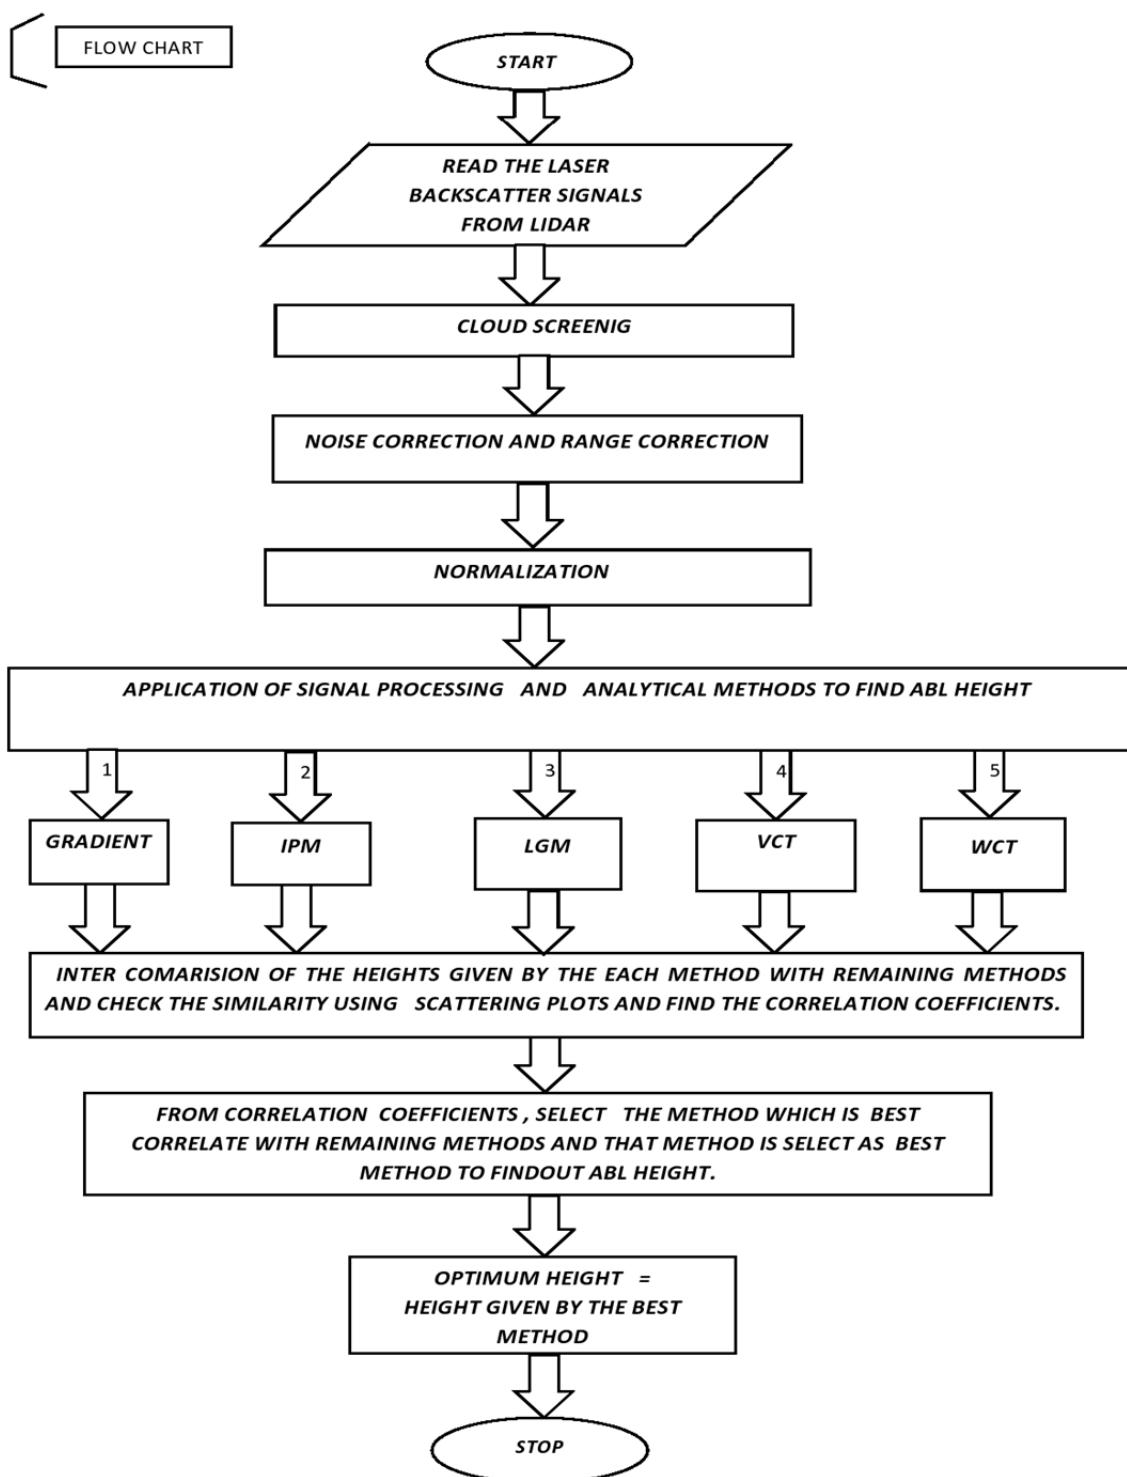 FLOW CHART
START
READ THE LASER
BACKSCATTER SIGNALS
FROM LIDAR
CLOUD SCREENIG
NOISE CORRECTION AND RANGE CORRECTION
NORMALIZATION
APPLICATION OF SIGNAL PROCESSING AND ANALYTICAL METHODS TO FIND ABL HEIGHT
1 2 3 4 5
GRADIENT IPM LGM VCT WCT
INTER COMARISION OF THE HEIGHTS GIVEN BY THE EACH METHOD WITH REMAINING METHODS
AND CHECK THE SIMILARITY USING SCATTERING PLOTS AND FIND THE CORRELATION COEFFICIENTS.
FROM CORRELATION COEFFICIENTS , SELECT THE METHOD WHICH IS BEST
CORRELATE WITH REMAINING METHODS AND THAT METHOD IS SELECT AS BEST
METHOD TO FINDOUT ABL HEIGHT.
OPTIMUM HEIGHT =
HEIGHT GIVEN BY THE BEST
METHOD
STOP